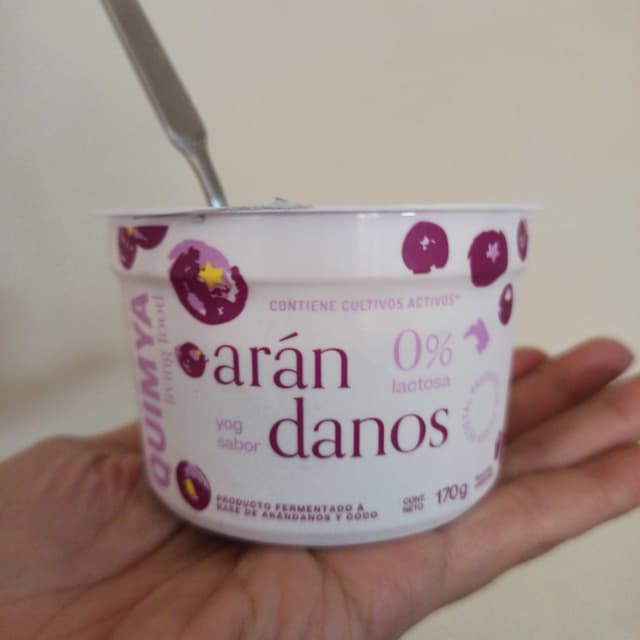 QUIMYA
living food
CONTIENE CULTIVOS ACTIVOS*
arán
danos
0%
lactosa
yog
sabor
PRODUCTO FERMENTADO A
BASE DE ARÁNDANOS Y COCO
CONT.
NETO
170g